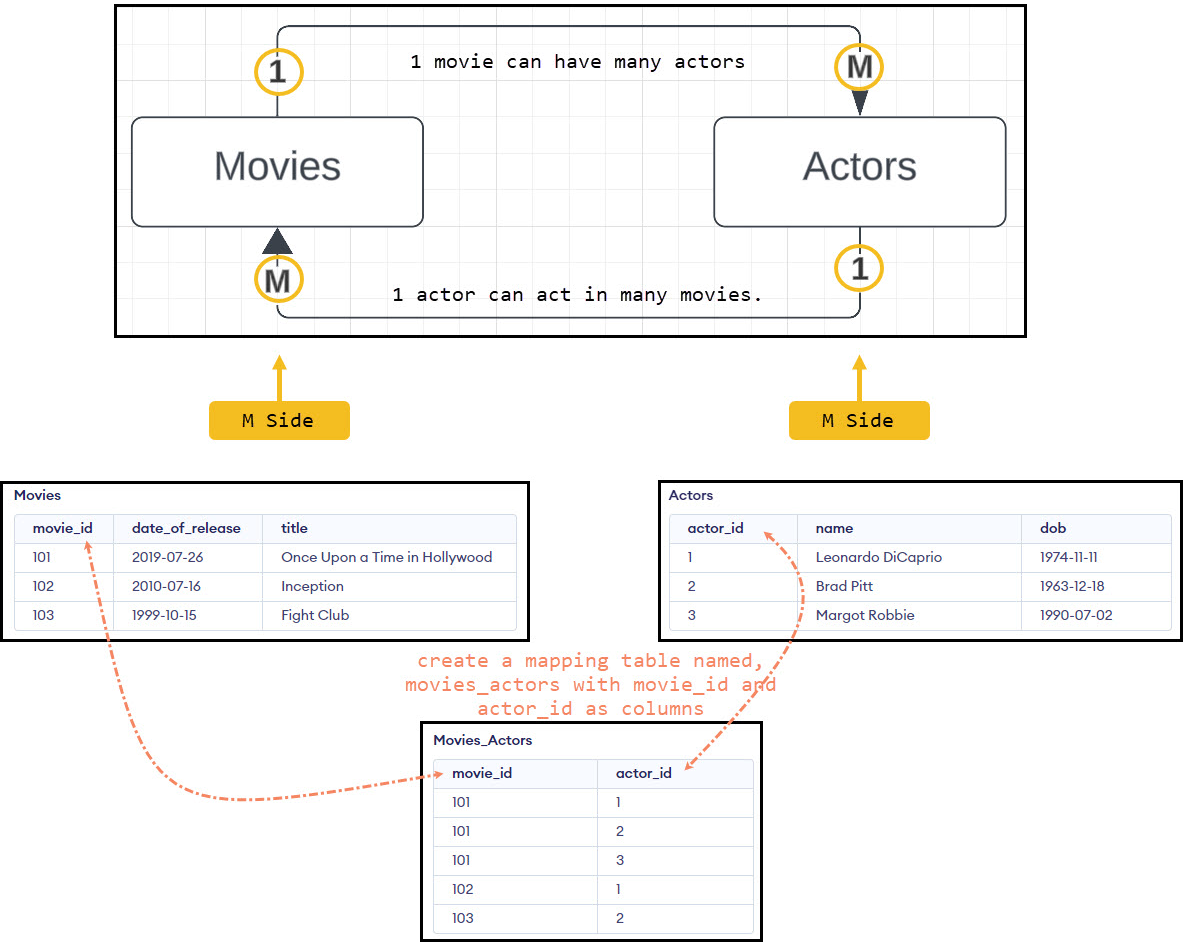 1 movie can have many actors
1
M
Movies
Actors
M
1
1 actor can act in many movies.
M Side
M Side
Movies
movie_id date_of_release title
101 2019-07-26 Once Upon a Time in Hollywood
102 2010-07-16 Inception
103 1999-10-15 Fight Club
Actors
actor_id name dob
1 Leonardo DiCaprio 1974-11-11
2 Brad Pitt 1963-12-18
3 Margot Robbie 1990-07-02
create a mapping table named,
movies_actors with movie_id and
actor_id as columns
Movies_Actors
movie_id actor_id
101 1
101 2
101 3
102 1
103 2